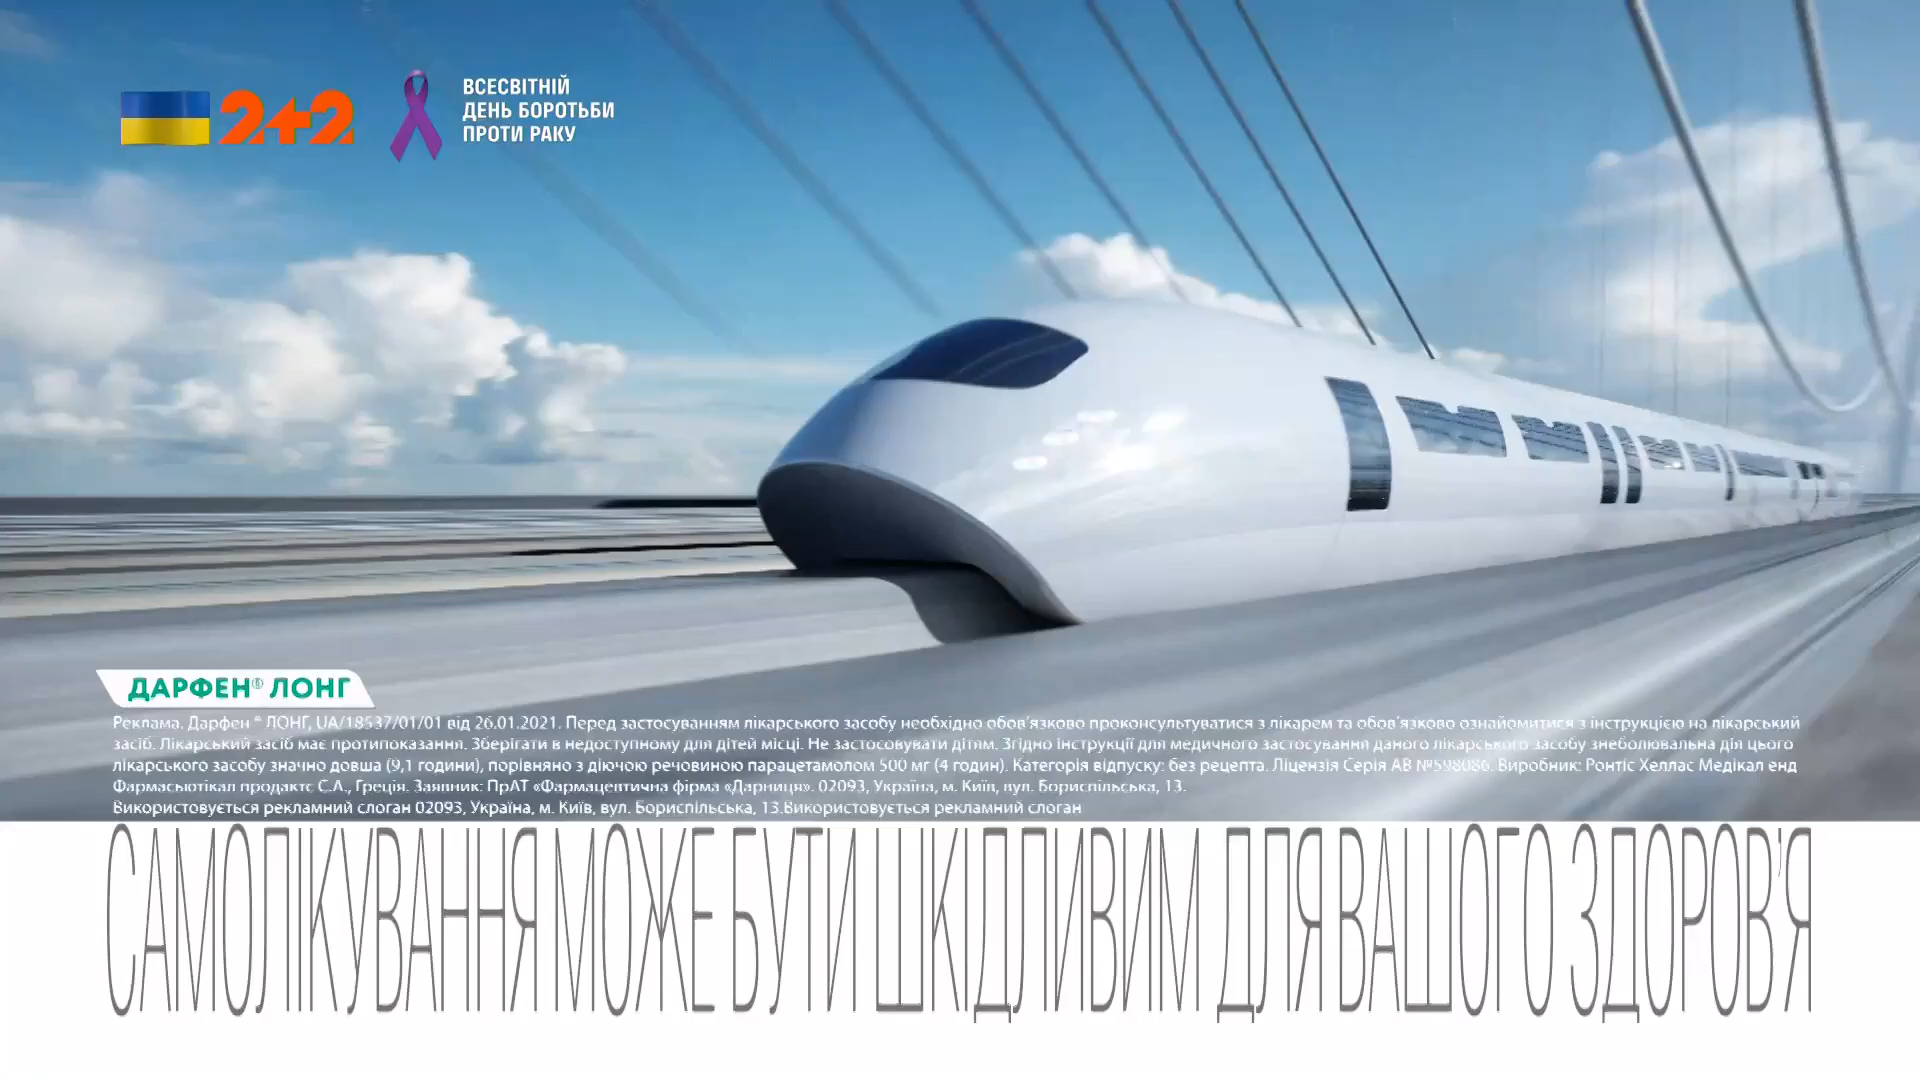 2+2
ВСЕСВІТНІЙ
ДЕНЬ БОРОТЬБИ
ПРОТИ РАКУ
ДАРФЕН® ЛОНГ
Реклама. Дарфен ® ЛОНГ, UA/18537/01/01 від 26.01.2021. Перед застосуванням лікарського засобу необхідно обов’язково проконсультуватися з лікарем та обов’язково ознайомитися з інструкцією на лікарський
засіб. Лікарський засіб має протипоказання. Зберігати в недоступному для дітей місці. Не застосовувати дітям. Згідно інструкції для медичного застосування даного лікарського засобу знеболювальна дія цього
лікарського засобу значно довша (9,1 години), порівняно з діючою речовиною парацетамолом 500 мг (4 годин). Категорія відпуску: без рецепта. Ліцензія Серія АВ №598086. Виробник: Ронтіс Хеллас Медікал енд
Фармасьютікал продактс С.А., Греція. Заявник: ПрАТ «Фармацевтична фірма «Дарниця». 02093, Україна, м. Київ, вул. Бориспільська, 13.
Використовується рекламний слоган 02093, Україна, м. Київ, вул. Бориспільська, 13.Використовується рекламний слоган
САМОЛІКУВАННЯ МОЖЕ БУТИ ШКІДЛИВИМ ДЛЯ ВАШОГО ЗДОРОВ’Я